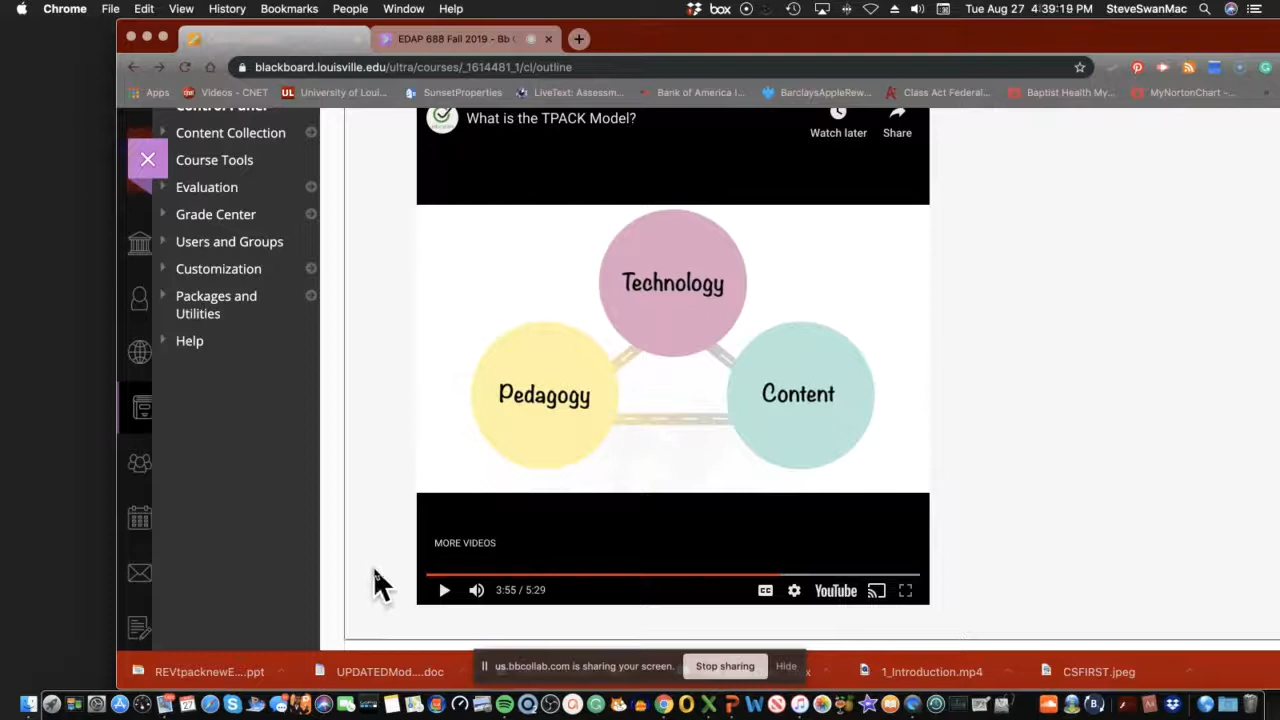 Chrome File Edit View History Bookmarks People Window Help box Tue Aug 27 4:39:19 PM SteveSwanMac
EDAP 688 Fall 2019 - Bb
blackboard.louisville.edu/ultra/courses/_1614481_1/cl/outline
Apps Videos - CNET UL University of Loui... SunsetProperties LiveText: Assessm... Bank of America I... BarclaysAppleRew... Class Act Federal... Baptist Health My... MyNortonChart -...
Control Panel
Content Collection
Course Tools
Evaluation
Grade Center
Users and Groups
Customization
Packages and
Utilities
Help
What is the TPACK Model?
Watch later Share
Technology
Pedagogy
Content
MORE VIDEOS
3:55 / 5:29
CC
YouTube
us.bbcollab.com is sharing your screen. Stop sharing Hide
REVtpacknewE....ppt UPDATEDMod....doc 1_Introduction.mp4 CSFIRST.jpeg